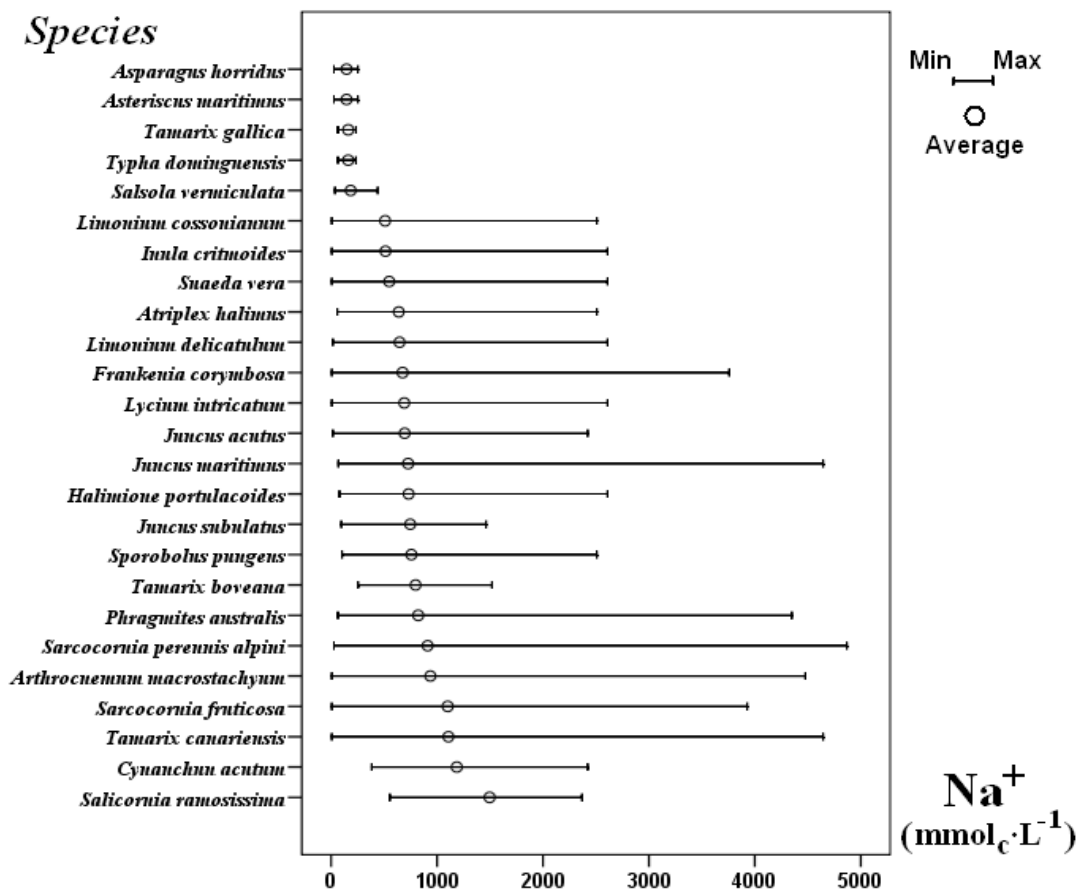 Species
Asparagus horridus
Asteriscus maritimus
Tamarix gallica
Typha dominguensis
Salsola vermiculata
Limonium cossonianum
Inula critmoides
Suaeda vera
Atriplex halimus
Limonium delicatulum
Frankenia corymbosa
Lycium intricatum
Juncus acutus
Juncus maritimus
Halimione portulacoides
Juncus subulatus
Sporobolus pungens
Tamarix boveana
Phragmites australis
Sarcocornia perennis alpini
Arthrocnemum macrostachyum
Sarcocornia fruticosa
Tamarix canariensis
Cynanchun acutum
Salicornia ramosissima
0 1000 2000 3000 4000 5000
Min Max
Average
Na⁺
(mmol_c·L⁻¹)